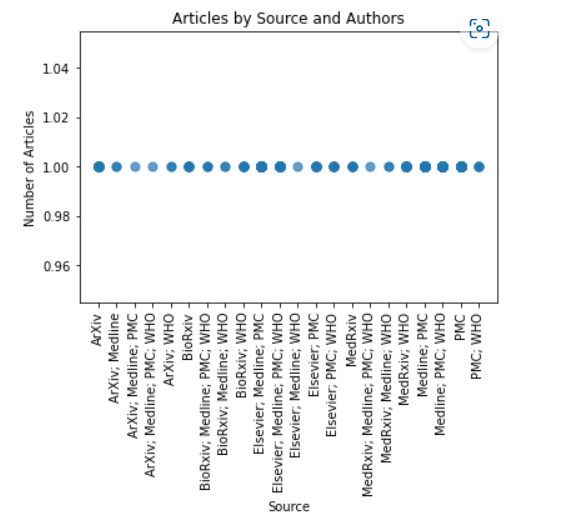 Articles by Source and Authors
1.04
1.02
1.00
0.98
0.96
Number of Articles
ArXiv
ArXiv; Medline
ArXiv; Medline; PMC
ArXiv; Medline; PMC; WHO
ArXiv; WHO
BioRxiv
BioRxiv; Medline; PMC; WHO
BioRxiv; Medline; WHO
BioRxiv; WHO
Elsevier; Medline; PMC
Elsevier; Medline; PMC; WHO
Elsevier; Medline; WHO
Elsevier; PMC
Elsevier; PMC; WHO
MedRxiv
MedRxiv; Medline; PMC; WHO
MedRxiv; Medline; WHO
MedRxiv; WHO
Medline; PMC
Medline; PMC; WHO
PMC
PMC; WHO
Source